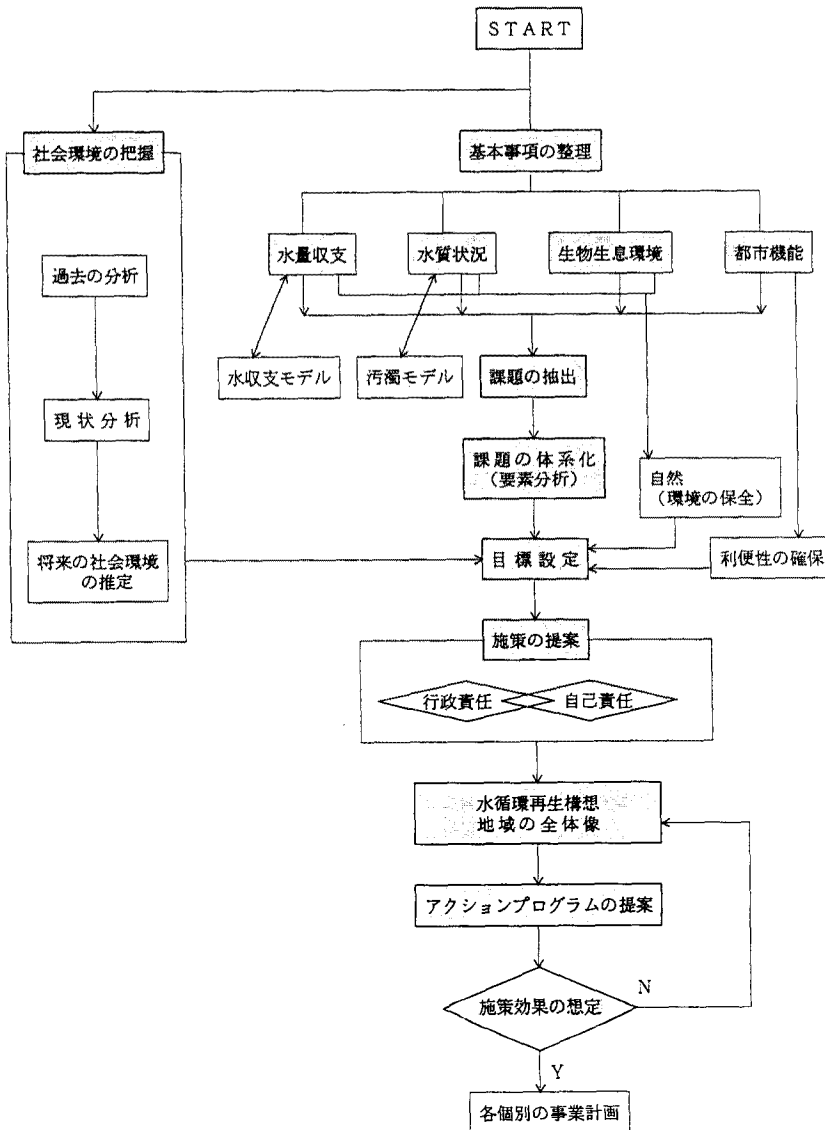 START
社会環境の把握
基本事項の整理
水量収支
水質状況
生物生息環境
都市機能
過去の分析
水収支モデル
汚濁モデル
課題の抽出
現状分析
課題の体系化
（要素分析）
自然
（環境の保全）
将来の社会環境
の推定
目標設定
利便性の確保
施策の提案
行政責任
自己責任
水循環再生構想
地域の全体像
アクションプログラムの提案
施策効果の想定
N
Y
各個別の事業計画